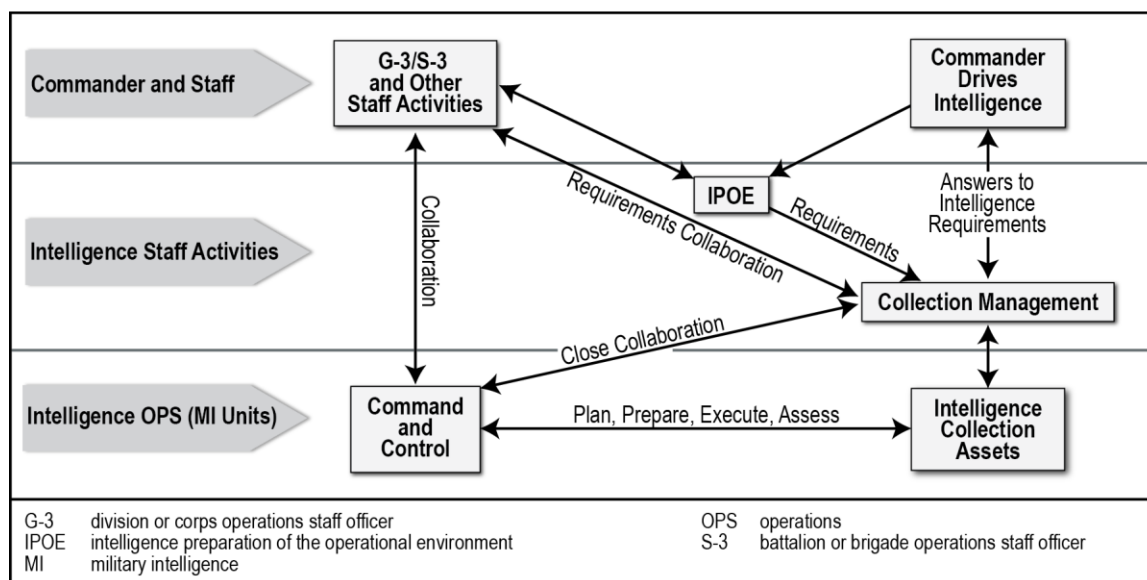 Commander and Staff
G-3/S-3
and Other
Staff Activities
Commander
Drives
Intelligence
Collaboration
Requirements Collaboration
IPOE
Requirements
Answers to
Intelligence
Requirements
Intelligence Staff Activities
Collection Management
Close Collaboration
Intelligence OPS (MI Units)
Command
and
Control
Plan, Prepare, Execute, Assess
Intelligence
Collection
Assets
G-3 division or corps operations staff officer
IPOE intelligence preparation of the operational environment
MI military intelligence
OPS operations
S-3 battalion or brigade operations staff officer